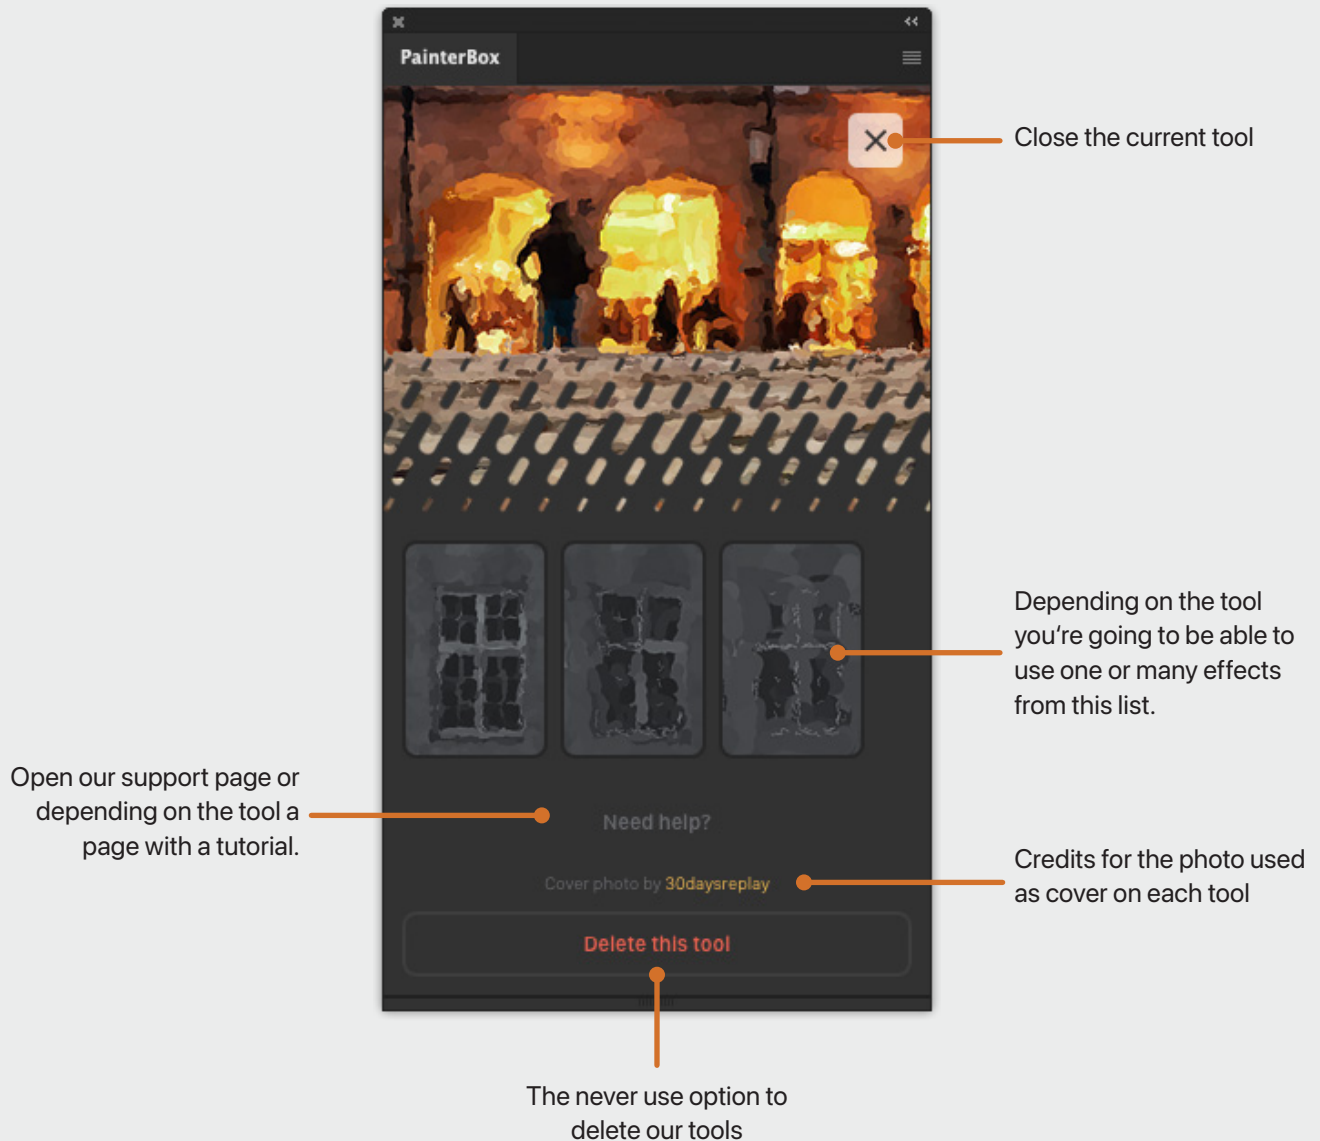 PainterBox
Close the current tool
Depending on the tool
you're going to be able to
use one or many effects
from this list.
Open our support page or
depending on the tool a
page with a tutorial.
Need help?
Credits for the photo used
as cover on each tool
Cover photo by 30daysreplay
Delete this tool
The never use option to
delete our tools